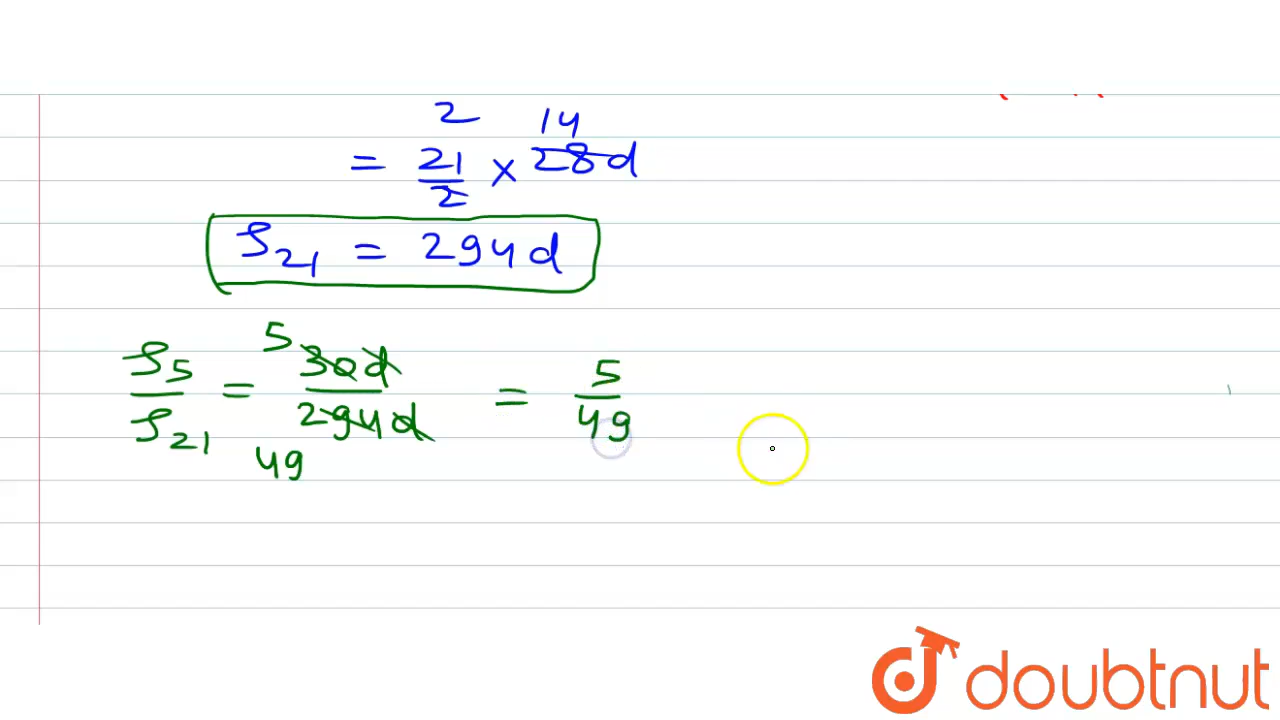 2 14
= 21/2 × 28d
S21 = 294d
S5/S21 = 5 30d/294d 49 = 5/49
doubtnut